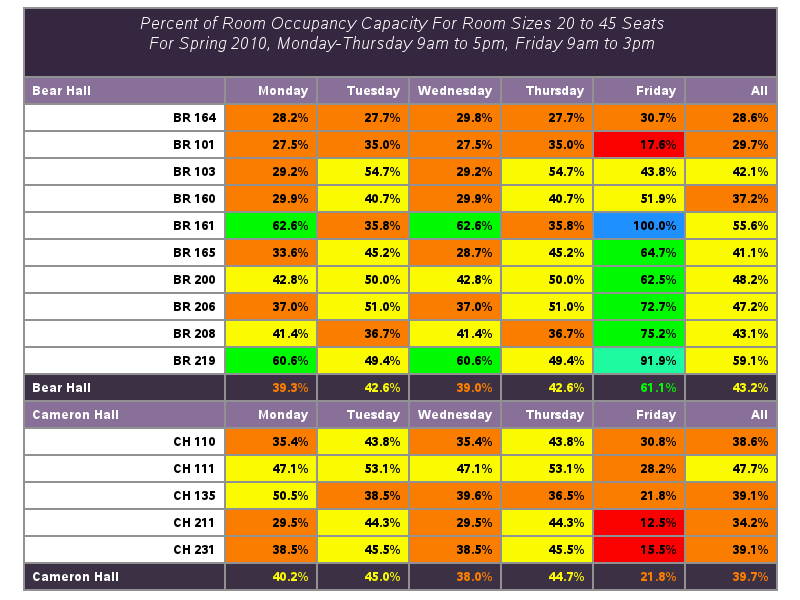 Percent of Room Occupancy Capacity For Room Sizes 20 to 45 Seats
For Spring 2010, Monday-Thursday 9am to 5pm, Friday 9am to 3pm
Bear Hall Monday Tuesday Wednesday Thursday Friday All
BR 164 28.2% 27.7% 29.8% 27.7% 30.7% 28.6%
BR 101 27.5% 35.0% 27.5% 35.0% 17.6% 29.7%
BR 103 29.2% 54.7% 29.2% 54.7% 43.8% 42.1%
BR 160 29.9% 40.7% 29.9% 40.7% 51.9% 37.2%
BR 161 62.6% 35.8% 62.6% 35.8% 100.0% 55.6%
BR 165 33.6% 45.2% 28.7% 45.2% 64.7% 41.1%
BR 200 42.8% 50.0% 42.8% 50.0% 62.5% 48.2%
BR 206 37.0% 51.0% 37.0% 51.0% 72.7% 47.2%
BR 208 41.4% 36.7% 41.4% 36.7% 75.2% 43.1%
BR 219 60.6% 49.4% 60.6% 49.4% 91.9% 59.1%
Bear Hall 39.3% 42.6% 39.0% 42.6% 61.1% 43.2%
Cameron Hall Monday Tuesday Wednesday Thursday Friday All
CH 110 35.4% 43.8% 35.4% 43.8% 30.8% 38.6%
CH 111 47.1% 53.1% 47.1% 53.1% 28.2% 47.7%
CH 135 50.5% 38.5% 39.6% 36.5% 21.8% 39.1%
CH 211 29.5% 44.3% 29.5% 44.3% 12.5% 34.2%
CH 231 38.5% 45.5% 38.5% 45.5% 15.5% 39.1%
Cameron Hall 40.2% 45.0% 38.0% 44.7% 21.8% 39.7%